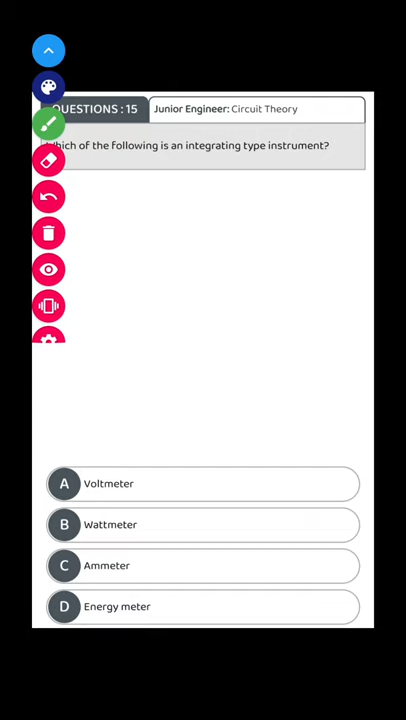 QUESTIONS : 15
Junior Engineer: Circuit Theory
Which of the following is an integrating type instrument?
A Voltmeter
B Wattmeter
C Ammeter
D Energy meter